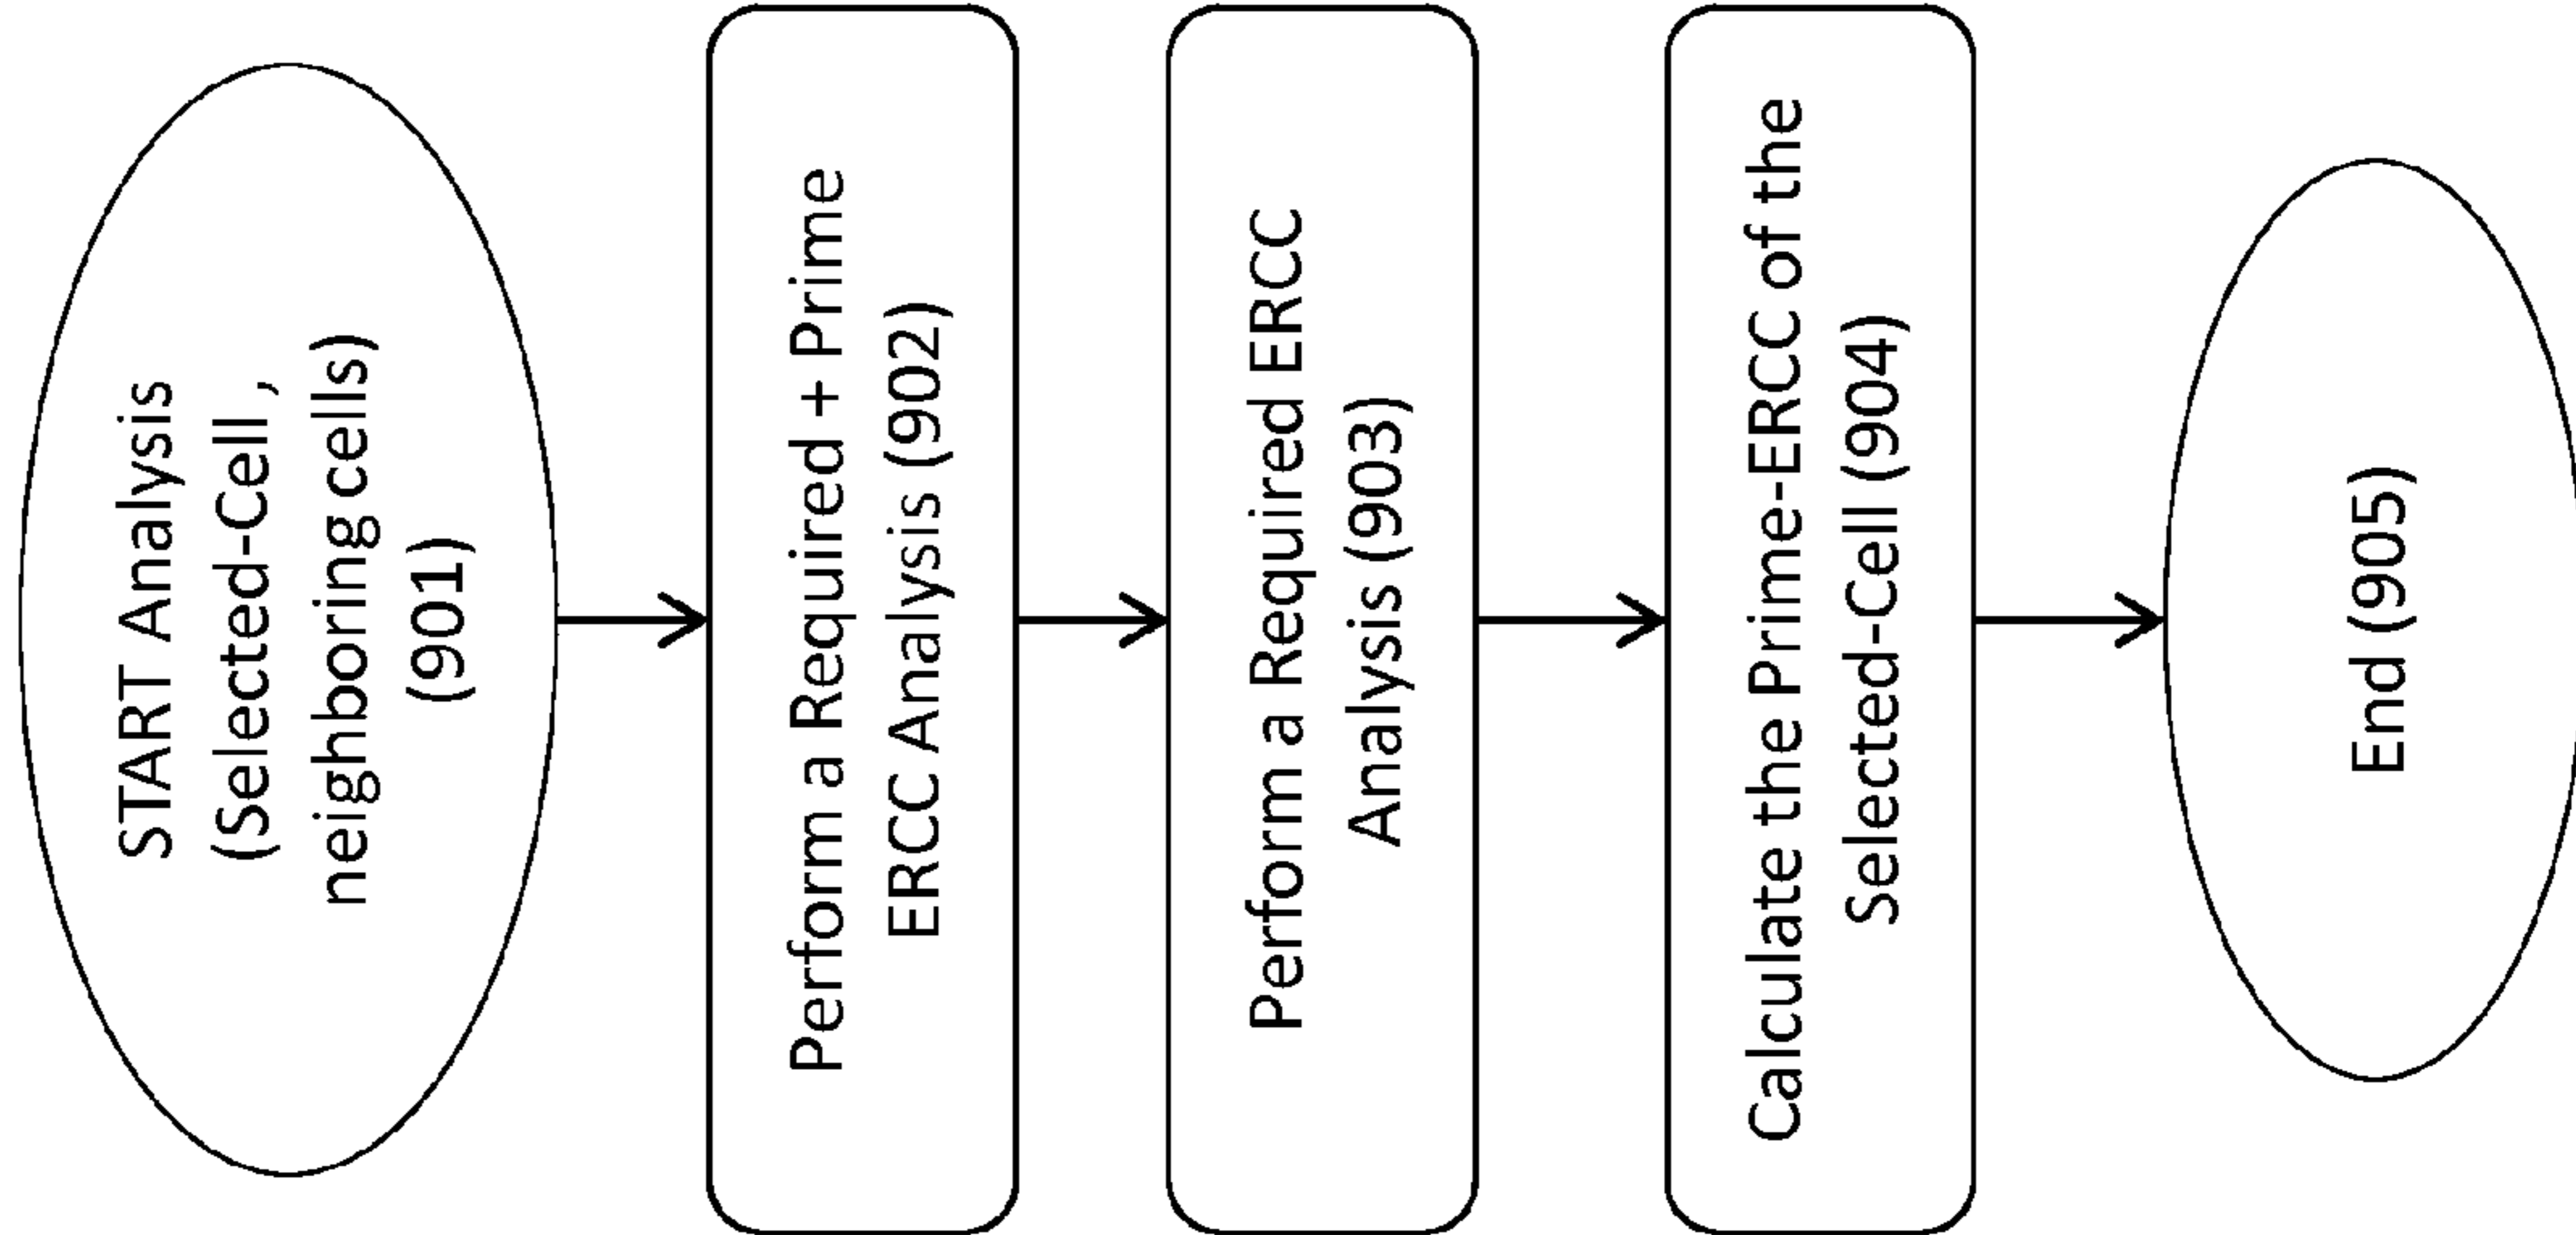 START Analysis
(Selected-Cell ,
neighboring cells)
(901)
Perform a Required + Prime
ERCC Analysis (902)
Perform a Required ERCC
Analysis (903)
Calculate the Prime-ERCC of the
Selected-Cell (904)
End (905)